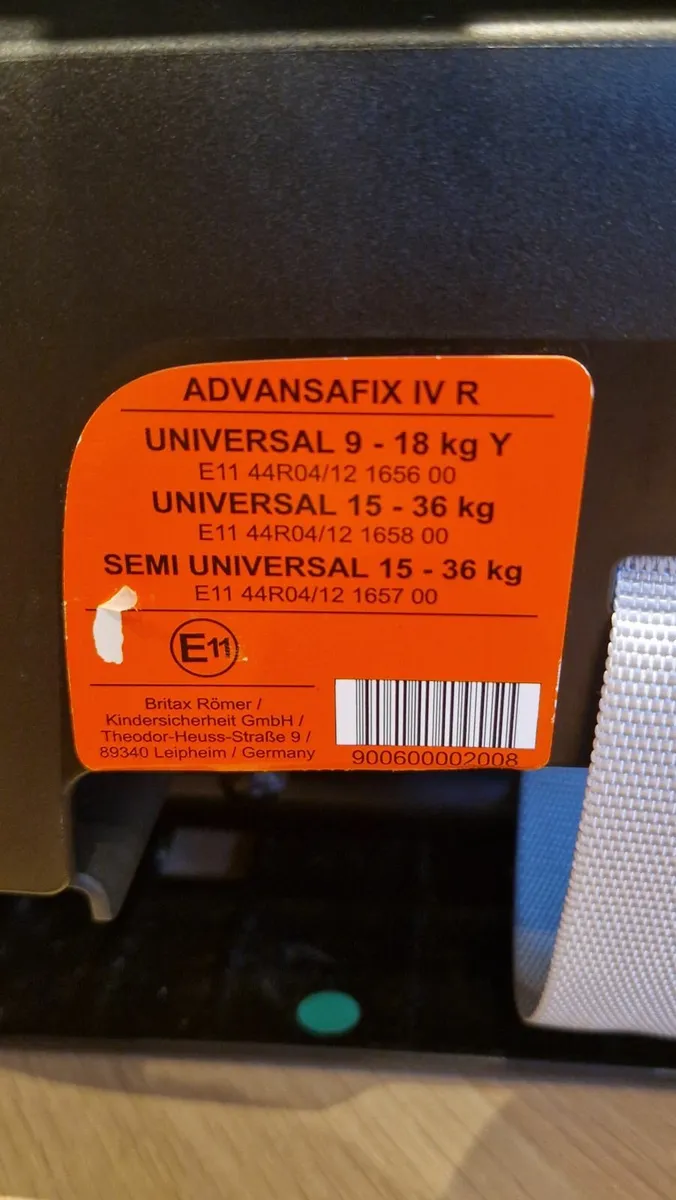 ADVANSAFIX IV R
UNIVERSAL 9 - 18 kg Y
E11 44R04/12 1656 00
UNIVERSAL 15 - 36 kg
E11 44R04/12 1658 00
SEMI UNIVERSAL 15 - 36 kg
E11 44R04/12 1657 00
E11
Britax Römer /
Kindersicherheit GmbH /
Theodor-Heuss-Straße 9 /
89340 Leipheim / Germany
900600002008